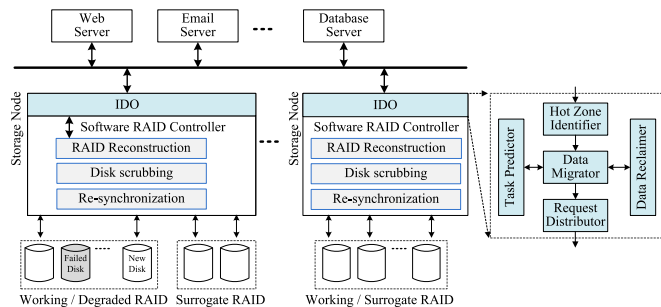 Web
Server
Email
Server
Database
Server
Storage Node
IDO
Software RAID Controller
RAID Reconstruction
Disk scrubbing
Re-synchronization
Storage Node
IDO
Software RAID Controller
RAID Reconstruction
Disk scrubbing
Re-synchronization
Task Predictor
Hot Zone
Identifier
Data
Migrator
Request
Distributor
Data Reclaimer
Failed
Disk
New
Disk
Working / Degraded RAID
Surrogate RAID
Working / Surrogate RAID